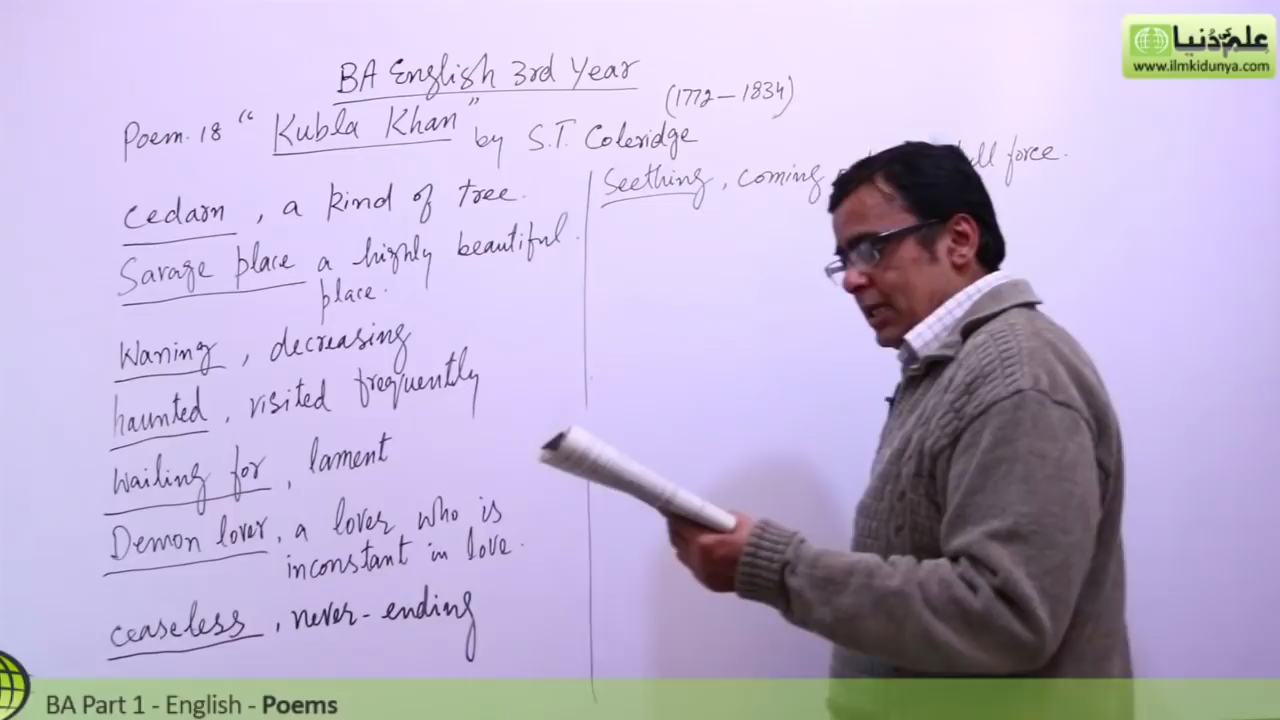 علم کی دنیا
www.ilmkidunya.com
BA English 3rd Year
Poem. 18 "Kubla Khan" by S.T. Coleridge (1772 – 1834)
Cedarn, a kind of tree.
Savage place a highly beautiful
place.
Waning, decreasing
haunted, visited frequently
Wailing for, lament
Demon lover, a lover who is
inconstant in love.
ceaseless, never-ending
Seething, coming force.
BA Part 1 - English - Poems